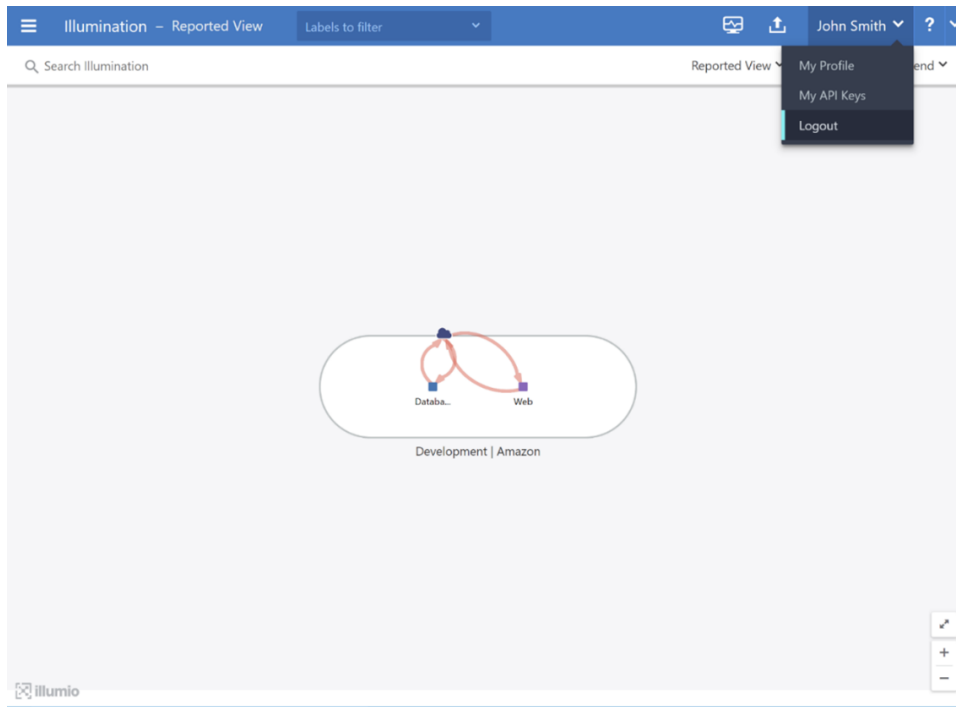 Illumination – Reported View
Labels to filter
John Smith
?
Search Illumination
Reported View
end
My Profile
My API Keys
Logout
Databa...
Web
Development | Amazon
+
−
illumio